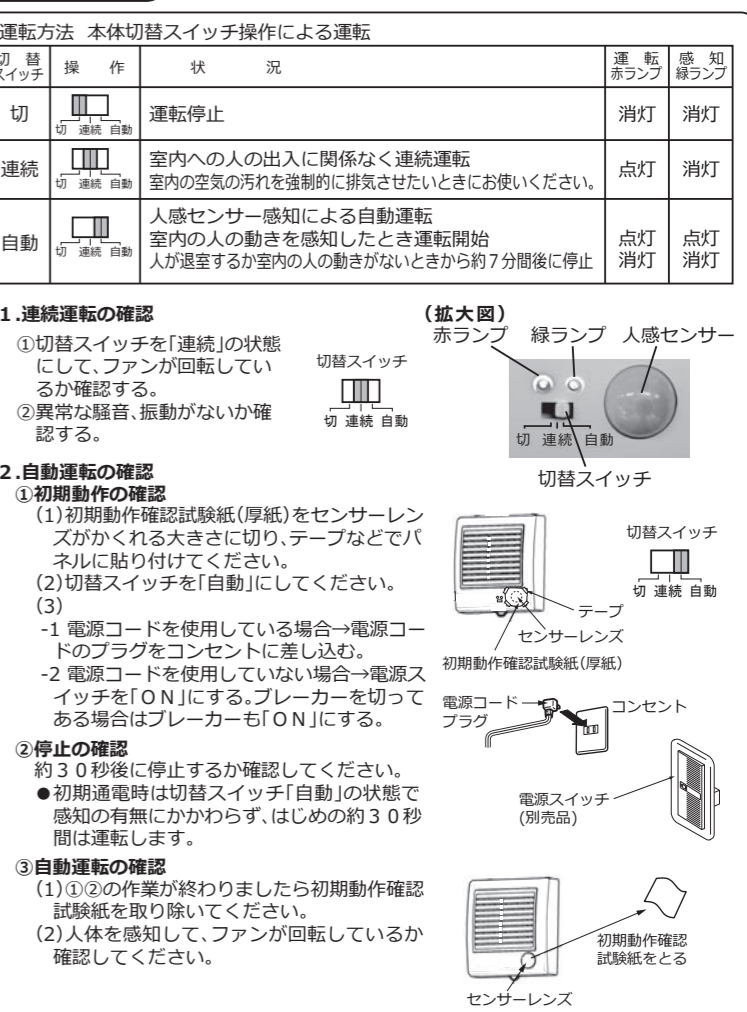 運転方法 本体切替スイッチ操作による運転
切 替
スイッチ
操 作
状 況
運 転
赤ランプ
感 知
緑ランプ
切
切 連続 自動
運転停止
消灯
消灯
連続
切 連続 自動
室内への人の出入に関係なく連続運転
室内の空気の汚れを強制的に排気させたいときにお使いください。
点灯
消灯
自動
切 連続 自動
人感センサー感知による自動運転
室内の人の動きを感知したとき運転開始
人が退室するか室内の人の動きがないときから約7分間後に停止
点灯
消灯
点灯
消灯
1.連続運転の確認
①切替スイッチを「連続」の状態
にして、ファンが回転してい
るか確認する。
②異常な騒音、振動がないか確
認する。
切替スイッチ
切 連続 自動
(拡大図)
赤ランプ 緑ランプ 人感センサー
切 連続 自動
切替スイッチ
2.自動運転の確認
①初期動作の確認
(1)初期動作確認試験紙(厚紙)をセンサーレン
ズがかくれる大きさに切り、テープなどでパ
ネルに貼り付けてください。
(2)切替スイッチを「自動」にしてください。
(3)
-1 電源コードを使用している場合→電源コー
ドのプラグをコンセントに差し込む。
-2 電源コードを使用していない場合→電源ス
イッチを「ON」にする。ブレーカーを切って
ある場合はブレーカーも「ON」にする。
切替スイッチ
切 連続 自動
テープ
センサーレンズ
初期動作確認試験紙(厚紙)
電源コード
プラグ
コンセント
電源スイッチ
(別売品)
②停止の確認
約30秒後に停止するか確認してください。
●初期通電時は切替スイッチ「自動」の状態で
感知の有無にかかわらず、はじめの約30秒
間は運転します。
③自動運転の確認
(1)①②の作業が終わりましたら初期動作確認
試験紙を取り除いてください。
(2)人体を感知して、ファンが回転しているか
確認してください。
初期動作確認
試験紙をとる
センサーレンズ